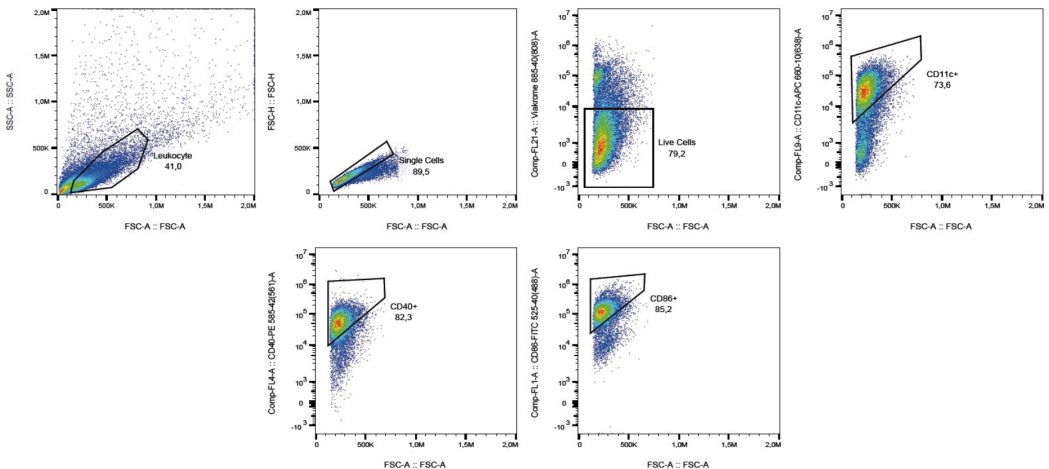 2,0M
1,5M
1,0M
500K
0
SSC-A :: SSC-A
Leukocyte
41,0
0 500K 1,0M 1,5M 2,0M
FSC-A :: FSC-A
2,0M
1,5M
1,0M
500K
0
FSC-H :: FSC-H
Single Cells
89,5
0 500K 1,0M 1,5M 2,0M
FSC-A :: FSC-A
10^7
10^6
10^5
10^4
10^3
0
-10^3
Comp-FL21-A :: Viakrome 885-40(808)-A
Live Cells
79,2
0 500K 1,0M 1,5M 2,0M
FSC-A :: FSC-A
10^7
10^6
10^5
10^4
10^3
0
-10^3
Comp-FL9-A :: CD11c-APC 660-10(638)-A
CD11c+
73,6
0 500K 1,0M 1,5M 2,0M
FSC-A :: FSC-A
10^7
10^6
10^5
10^4
10^3
0
-10^3
Comp-FL4-A :: CD40-PE 585-42(561)-A
CD40+
82,3
0 500K 1,0M 1,5M 2,0M
FSC-A :: FSC-A
10^7
10^6
10^5
10^4
10^3
0
-10^3
Comp-FL1-A :: CD86-FITC 525-40(488)-A
CD86+
85,2
0 500K 1,0M 1,5M 2,0M
FSC-A :: FSC-A